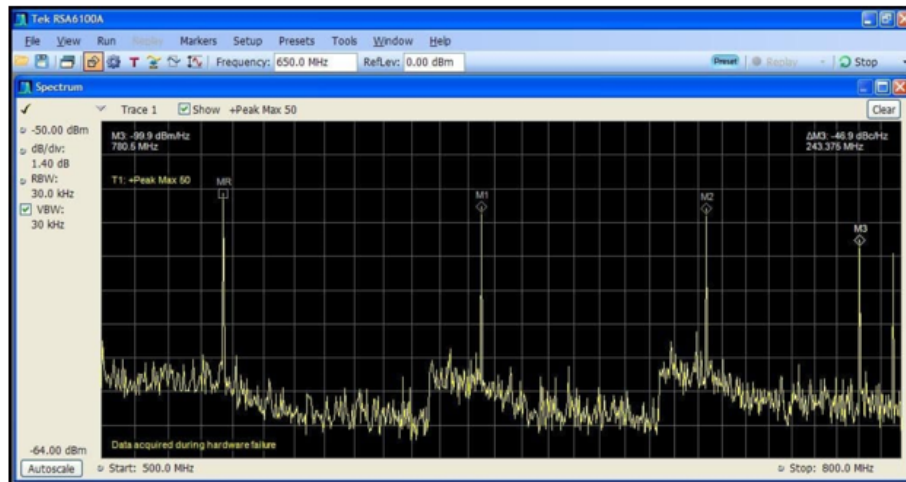 Tek RSA6100A
File View Run Replay Markers Setup Presets Tools Window Help
Frequency: 650.0 MHz RefLev: 0.00 dBm Preset Replay Stop
Spectrum
Trace 1 Show +Peak Max 50 Clear
-50.00 dBm
dB/div:
1.40 dB
RBW:
30.0 kHz
VBW:
30 kHz
-64.00 dBm
Autoscale
M3: -99.9 dBm/Hz
780.5 MHz
ΔM3: -46.9 dBc/Hz
243.375 MHz
T1: +Peak Max 50
MR
M1
M2
M3
Data acquired during hardware failure
Start: 500.0 MHz
Stop: 800.0 MHz